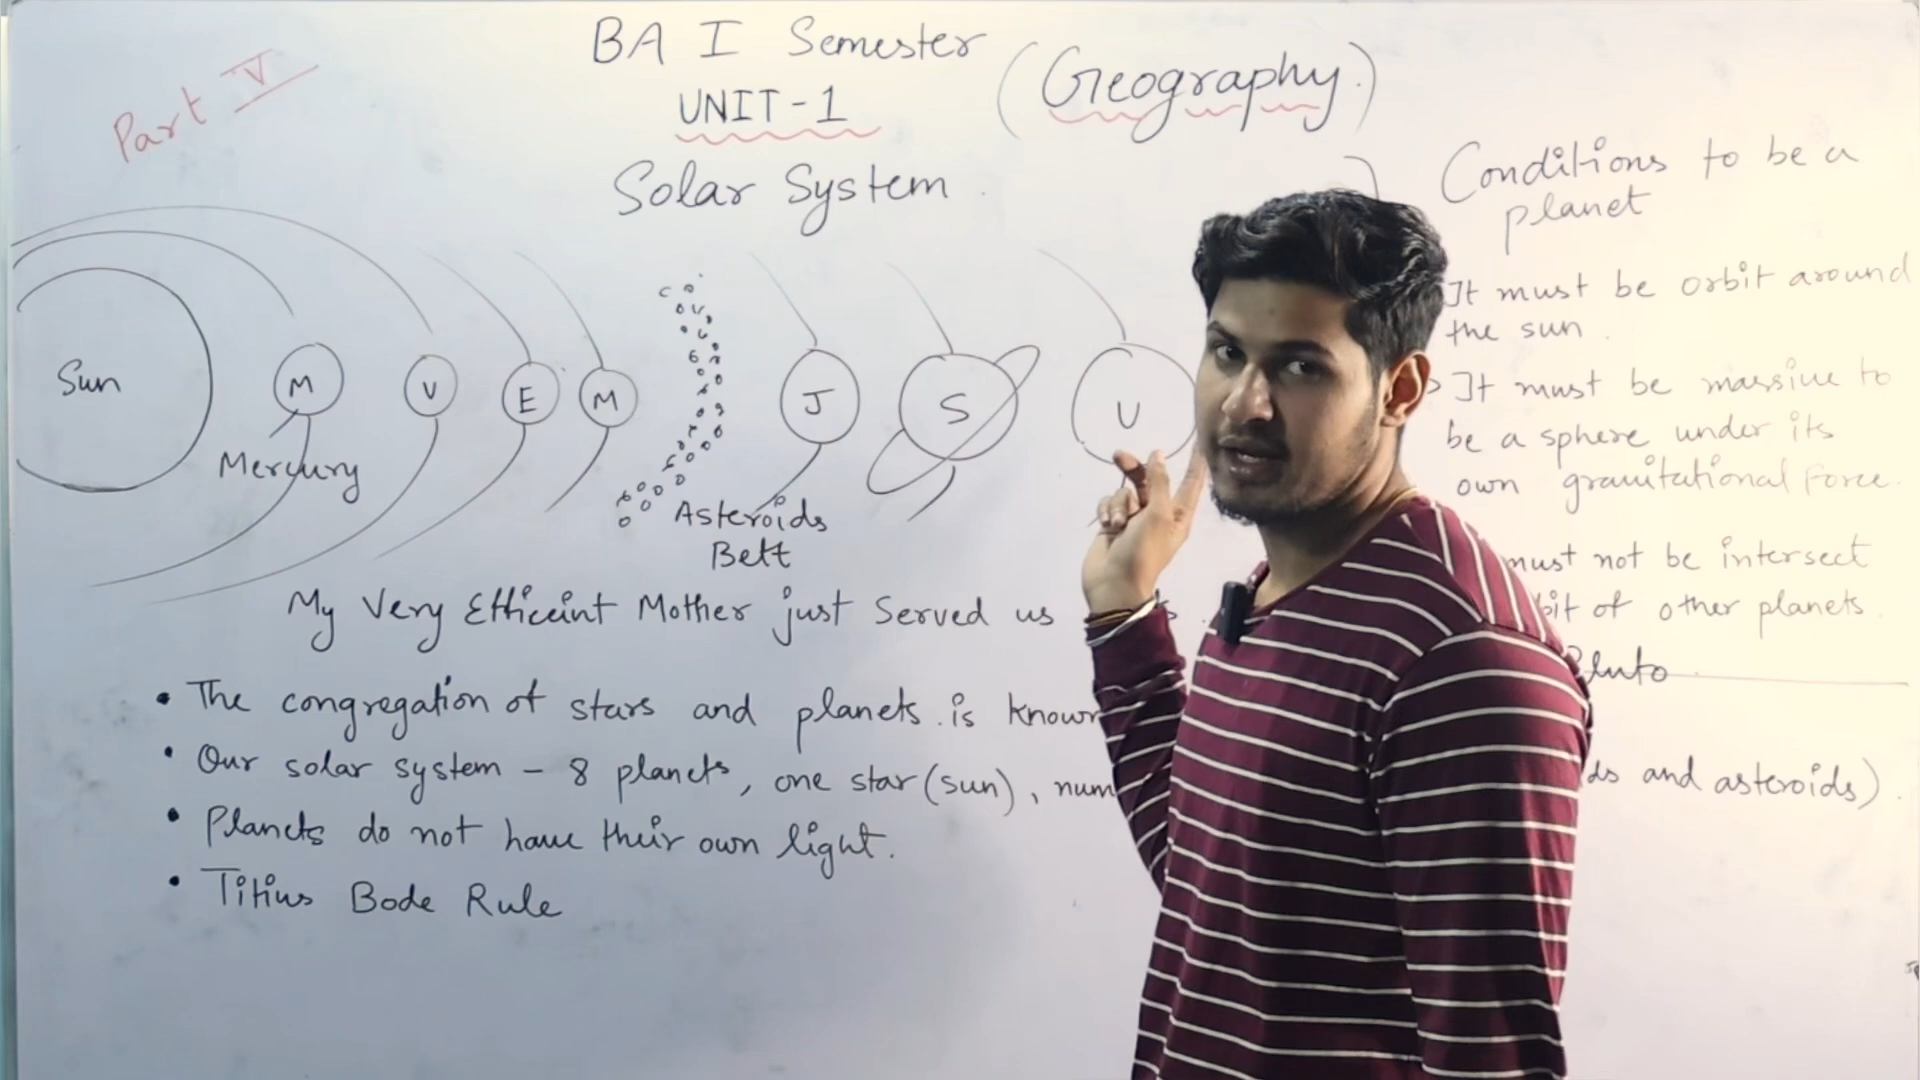 Part V
BA I Semester
UNIT-1
(Geography.)
Solar System
Sun
M
Mercury
V
E
M
Asteroids
Belt
J
S
U
My Very Efficeint Mother just Served us
• The congregation of stars and planets. is known
• Our solar system - 8 planets, one star (sun), num
• Planets do not have their own light.
• Titius Bode Rule
Conditions to be a
planet
It must be orbit around
the sun.
It must be massive to
be a sphere under its
own gravitational Force.
must not be intersect
bit of other planets.
Pluto
ds and asteroids).